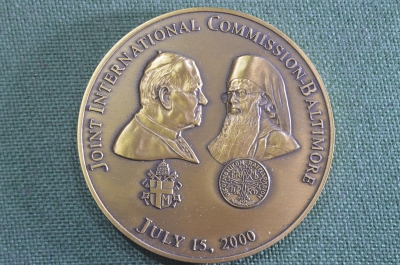 JOINT INTERNATIONAL COMMISSION BALTIMORE
M
JULY 15, 2000